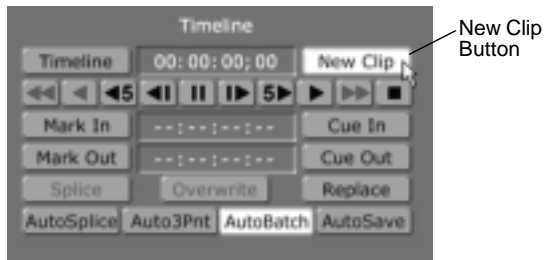 Timeline
New Clip
Button
Timeline 00:00:00;00 New Clip
5 5
Mark In --:--:--:-- Cue In
Mark Out --:--:--:-- Cue Out
Splice Overwrite Replace
AutoSplice Auto3Pnt AutoBatch AutoSave